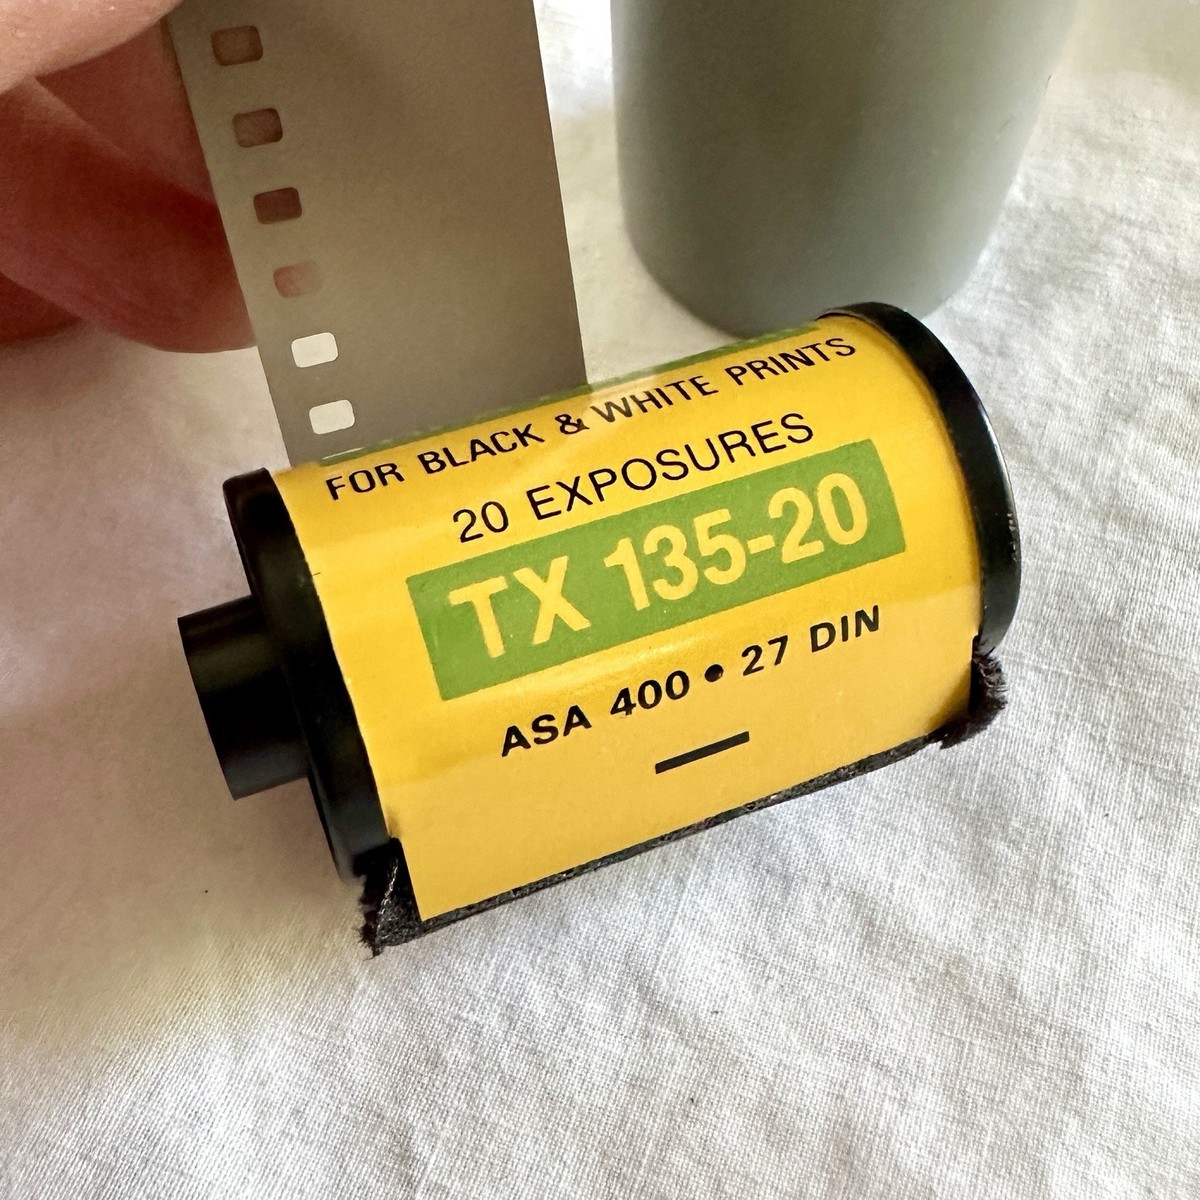 FOR BLACK & WHITE PRINTS
20 EXPOSURES
TX 135-20
ASA 400 • 27 DIN